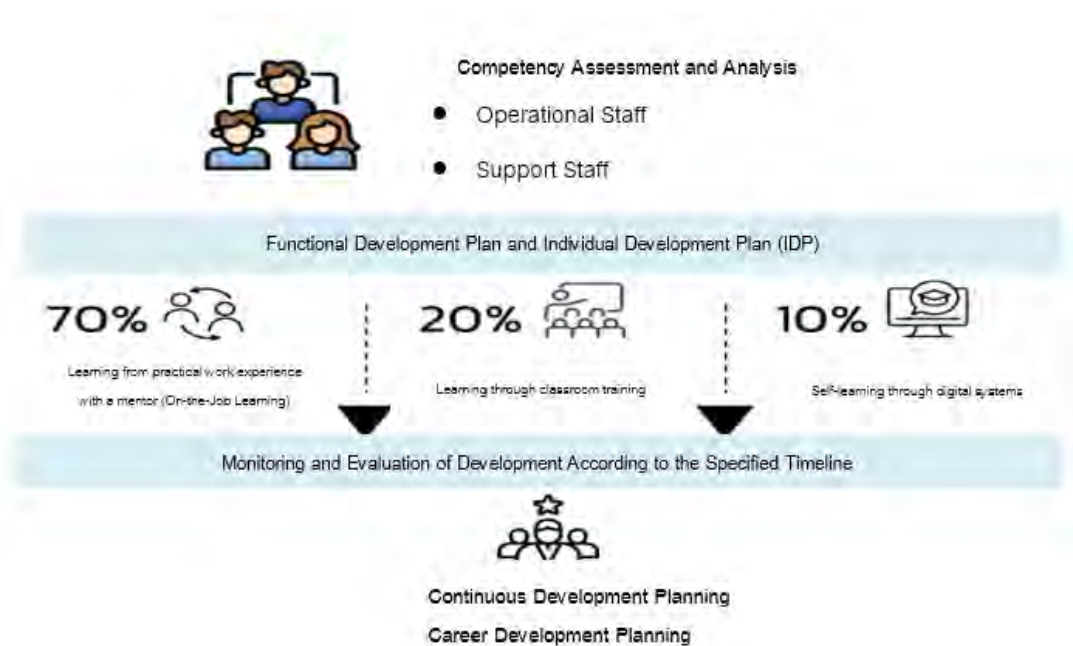 Competency Assessment and Analysis
● Operational Staff
● Support Staff
Functional Development Plan and Individual Development Plan (IDP)
70%
Learning from practical work experience
with a mentor (On-the-Job Learning)
20%
Learning through classroom training
10%
Self-learning through digital systems
Monitoring and Evaluation of Development According to the Specified Timeline
Continuous Development Planning
Career Development Planning